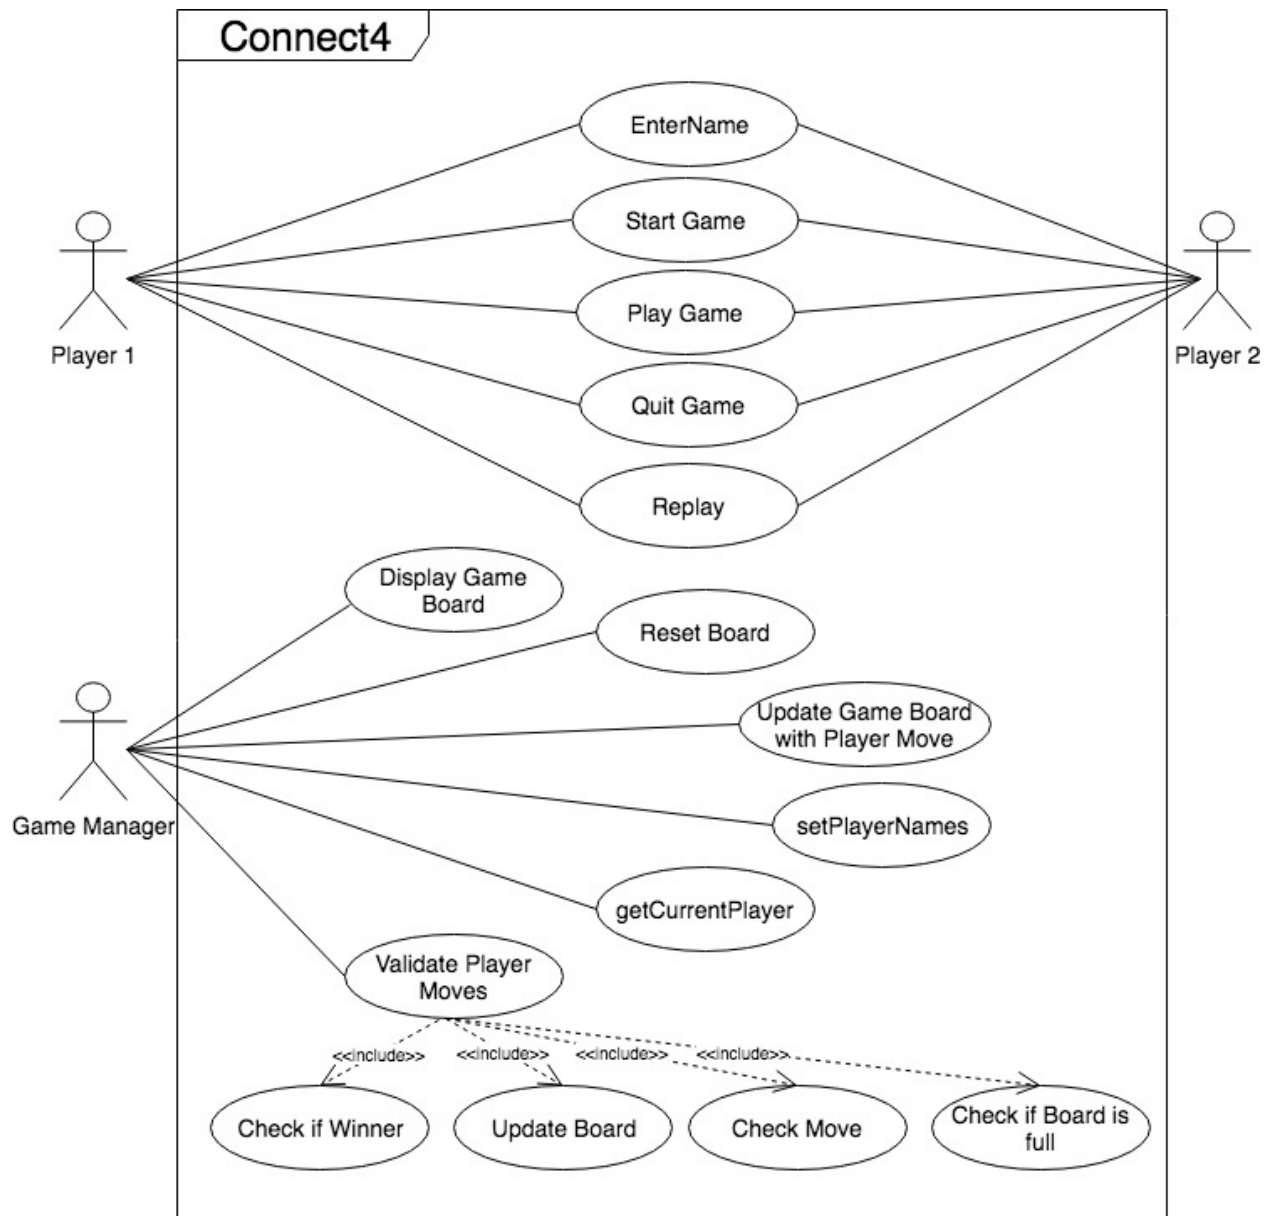 Connect4
EnterName
Start Game
Play Game
Player 1
Player 2
Quit Game
Replay
Display Game
Board
Reset Board
Update Game Board
with Player Move
Game Manager
setPlayerNames
getCurrentPlayer
Validate Player
Moves
<<include>>
<<include>>
<<include>>
<<include>>
Check if Winner
Update Board
Check Move
Check if Board is
full